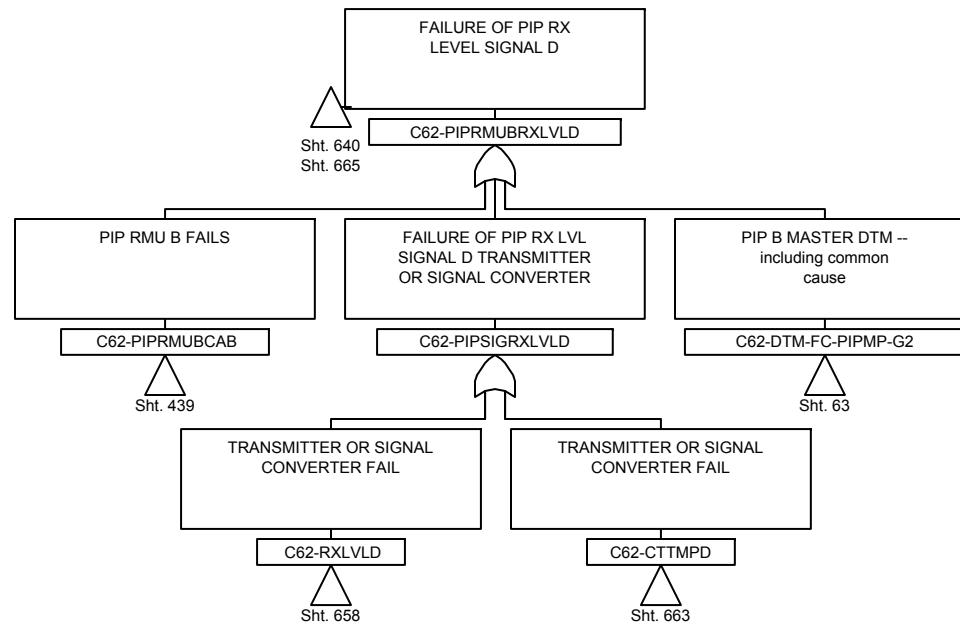 FAILURE OF PIP RX
LEVEL SIGNAL D
Sht. 640
Sht. 665
C62-PIPRMUBRXLVLD
PIP RMU B FAILS
C62-PIPRMUBCAB
Sht. 439
FAILURE OF PIP RX LVL
SIGNAL D TRANSMITTER
OR SIGNAL CONVERTER
C62-PIPSIGRXLVLD
PIP B MASTER DTM --
including common
cause
C62-DTM-FC-PIPMP-G2
Sht. 63
TRANSMITTER OR SIGNAL
CONVERTER FAIL
C62-RXLVLD
Sht. 658
TRANSMITTER OR SIGNAL
CONVERTER FAIL
C62-CTTMPD
Sht. 663